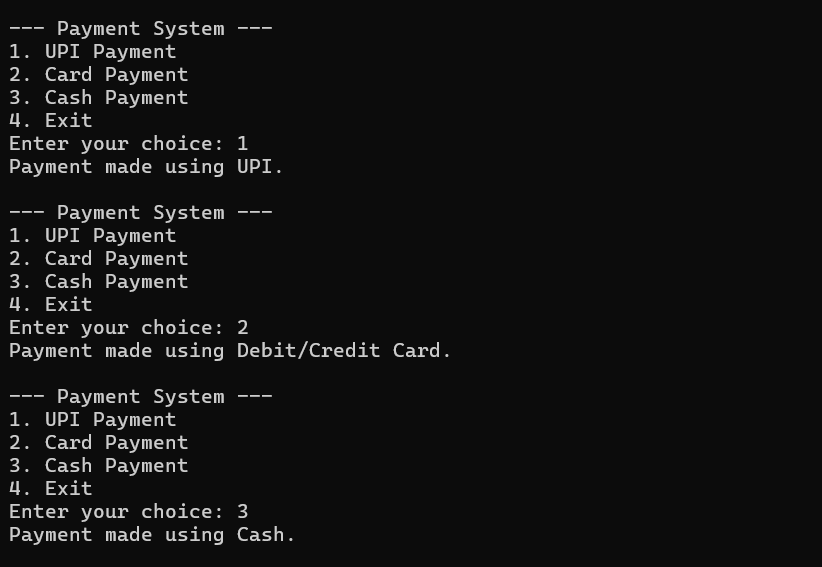 --- Payment System ---
1. UPI Payment
2. Card Payment
3. Cash Payment
4. Exit
Enter your choice: 1
Payment made using UPI.
--- Payment System ---
1. UPI Payment
2. Card Payment
3. Cash Payment
4. Exit
Enter your choice: 2
Payment made using Debit/Credit Card.
--- Payment System ---
1. UPI Payment
2. Card Payment
3. Cash Payment
4. Exit
Enter your choice: 3
Payment made using Cash.